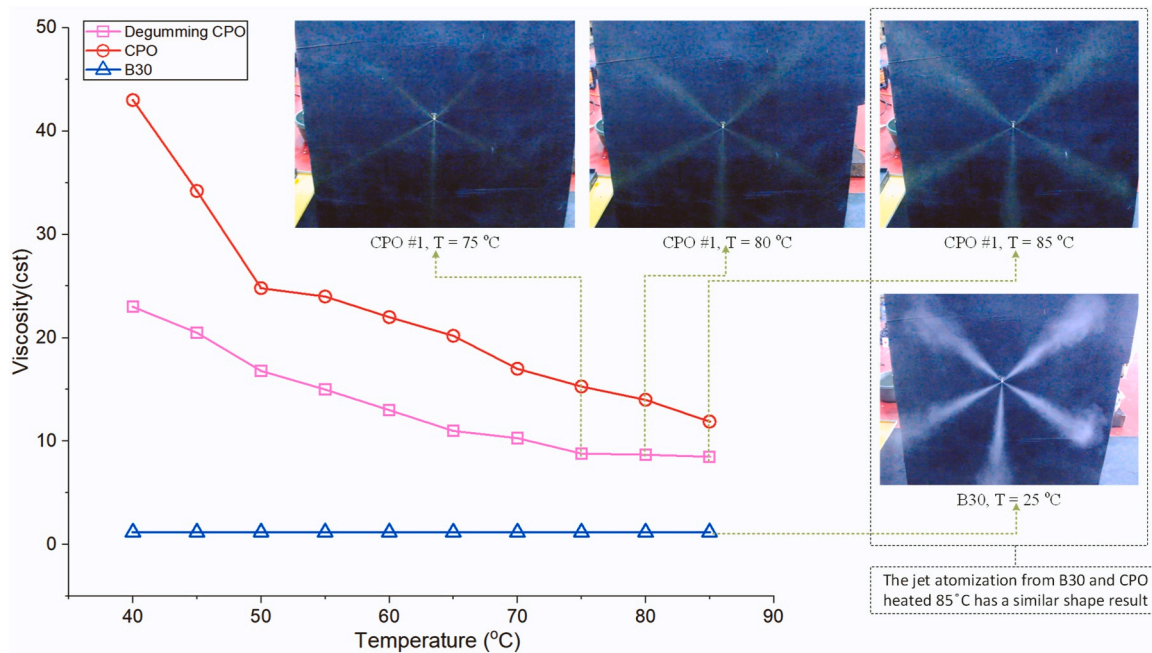 Degumming CPO
CPO
B30
50
40
30
20
10
0
Viscosity(cst)
40
50
60
70
80
90
Temperature (°C)
CPO #1, T = 75 °C
CPO #1, T = 80 °C
CPO #1, T = 85 °C
B30, T = 25 °C
The jet atomization from B30 and CPO
heated 85°C has a similar shape result